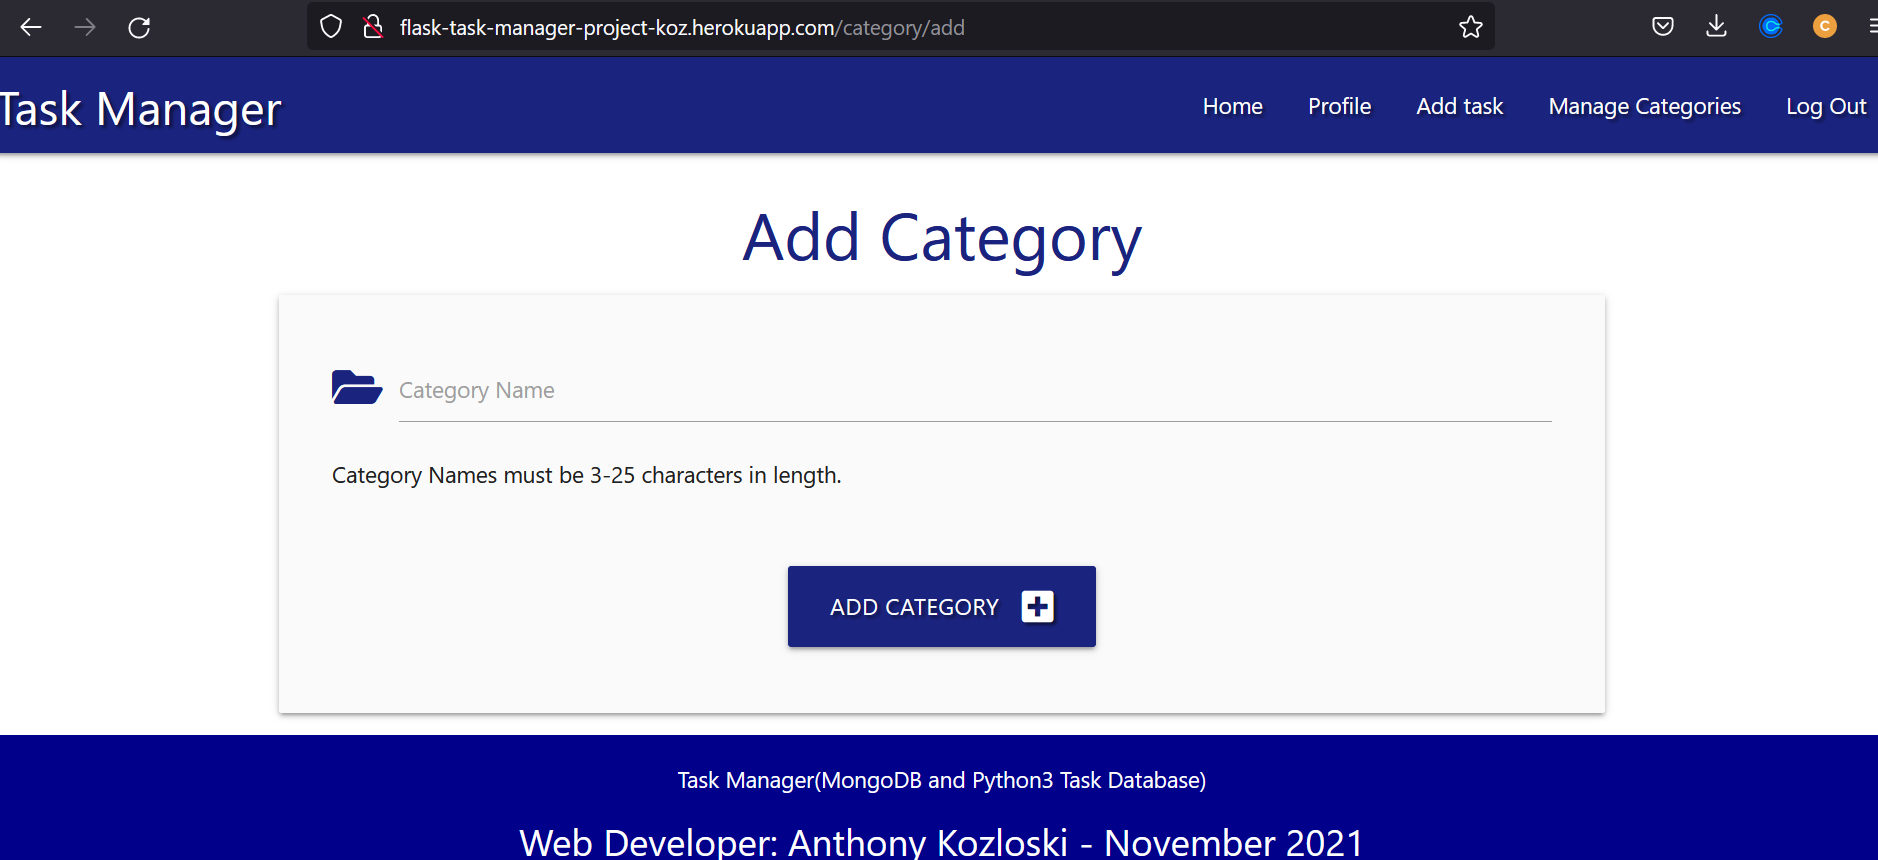 flask-task-manager-project-koz.herokuapp.com/category/add
C
Task Manager
Home Profile Add task Manage Categories Log Out
Add Category
Category Name
Category Names must be 3-25 characters in length.
ADD CATEGORY
Task Manager(MongoDB and Python3 Task Database)
Web Developer: Anthony Kozloski - November 2021